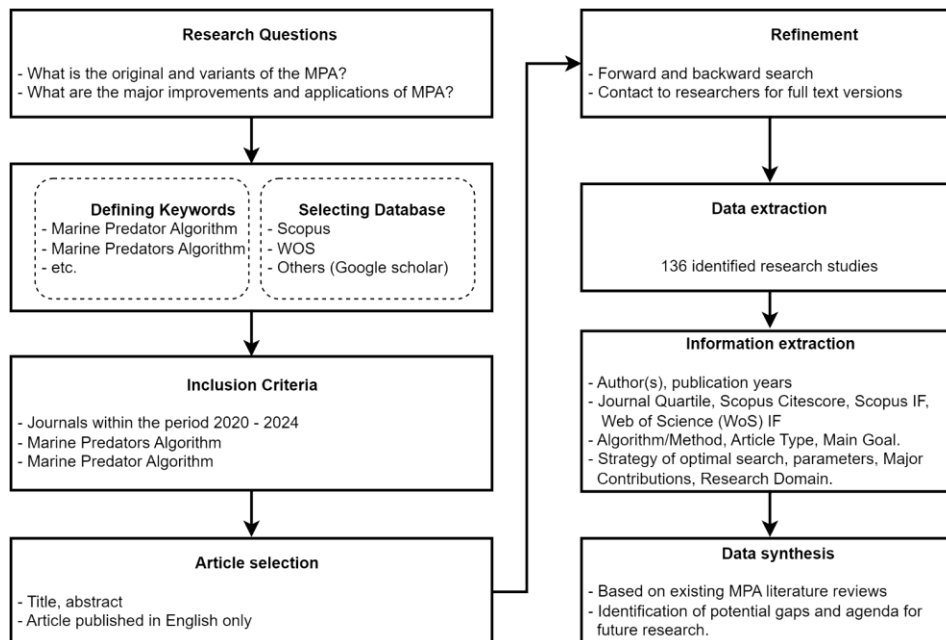 Research Questions
- What is the original and variants of the MPA?
- What are the major improvements and applications of MPA?
Defining Keywords
- Marine Predator Algorithm
- Marine Predators Algorithm
- etc.
Selecting Database
- Scopus
- WOS
- Others (Google scholar)
Inclusion Criteria
- Journals within the period 2020 - 2024
- Marine Predators Algorithm
- Marine Predator Algorithm
Article selection
- Title, abstract
- Article published in English only
Refinement
- Forward and backward search
- Contact to researchers for full text versions
Data extraction
136 identified research studies
Information extraction
- Author(s), publication years
- Journal Quartile, Scopus Citescore, Scopus IF,
Web of Science (WoS) IF
- Algorithm/Method, Article Type, Main Goal.
- Strategy of optimal search, parameters, Major
Contributions, Research Domain.
Data synthesis
- Based on existing MPA literature reviews
- Identification of potential gaps and agenda for
future research.